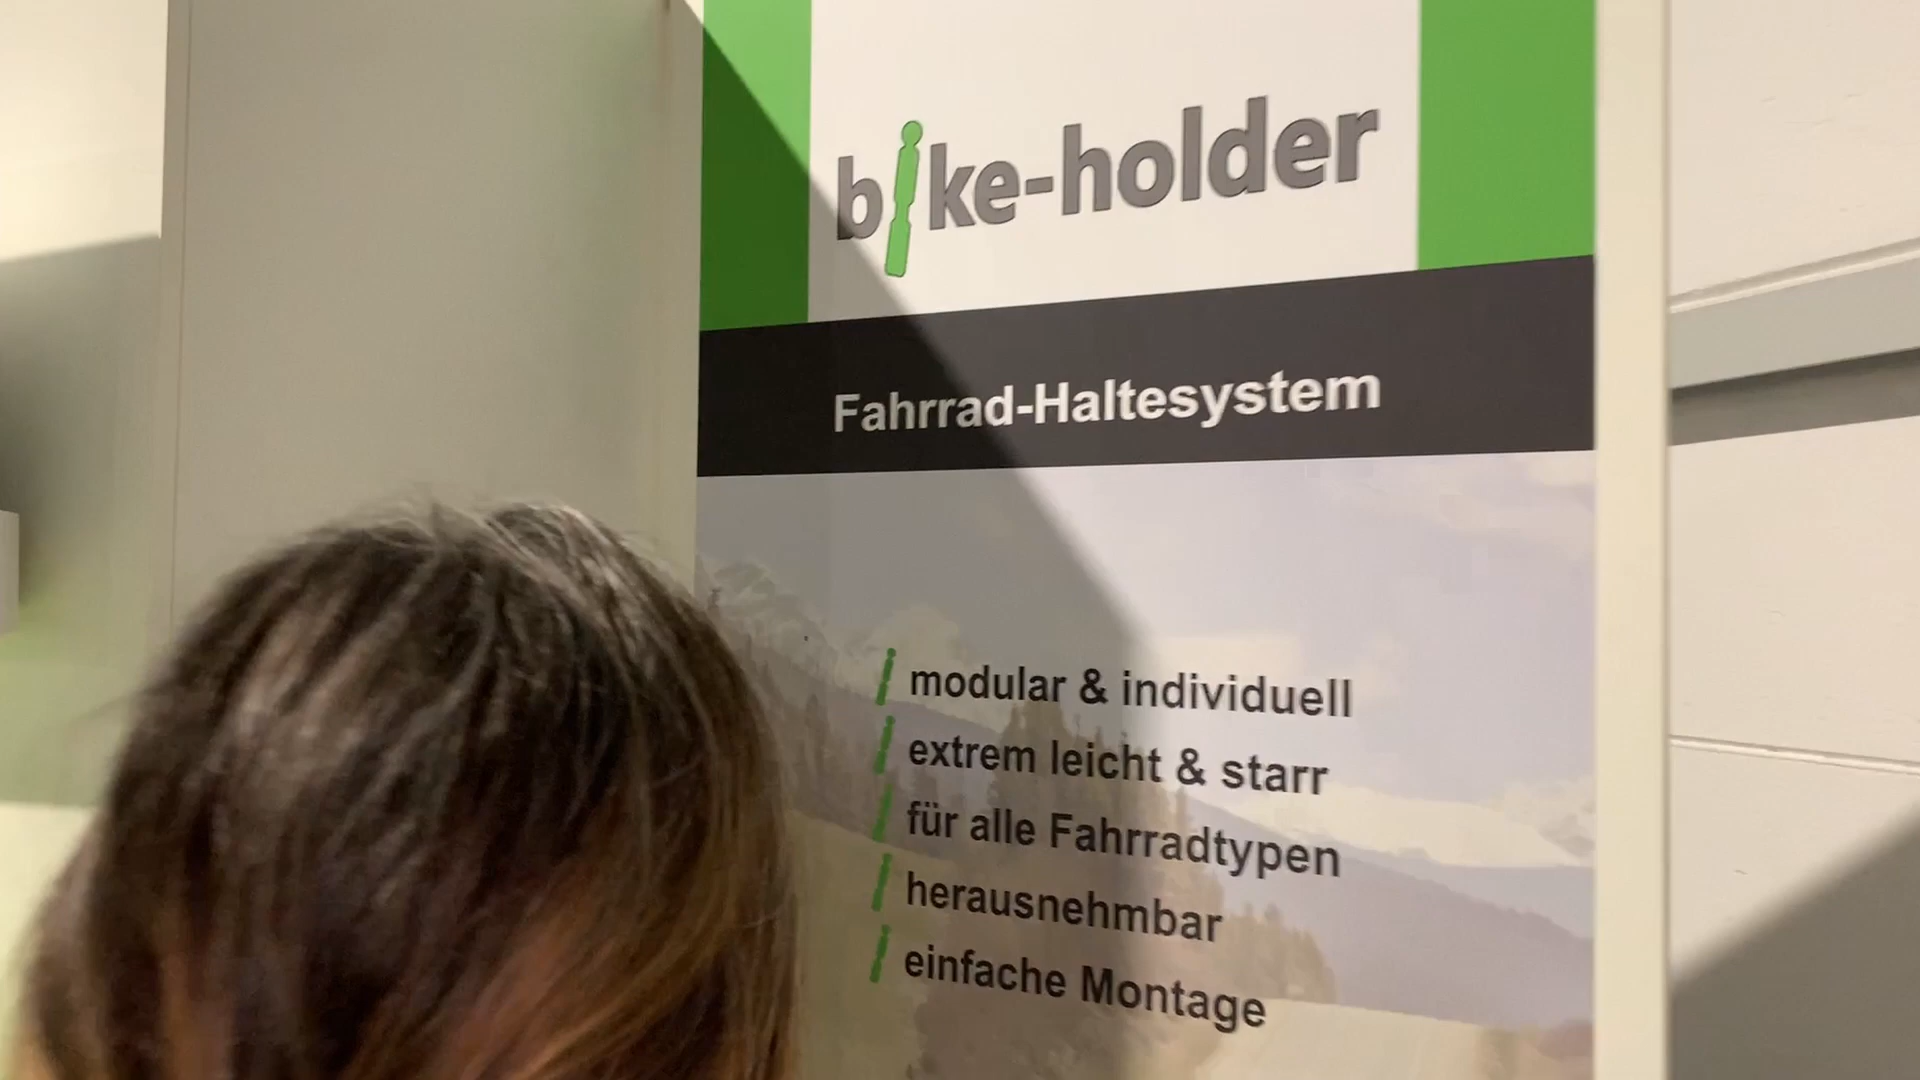 bike-holder
Fahrrad-Haltesystem
modular & individuell
extrem leicht & starr
für alle Fahrradtypen
herausnehmbar
einfache Montage